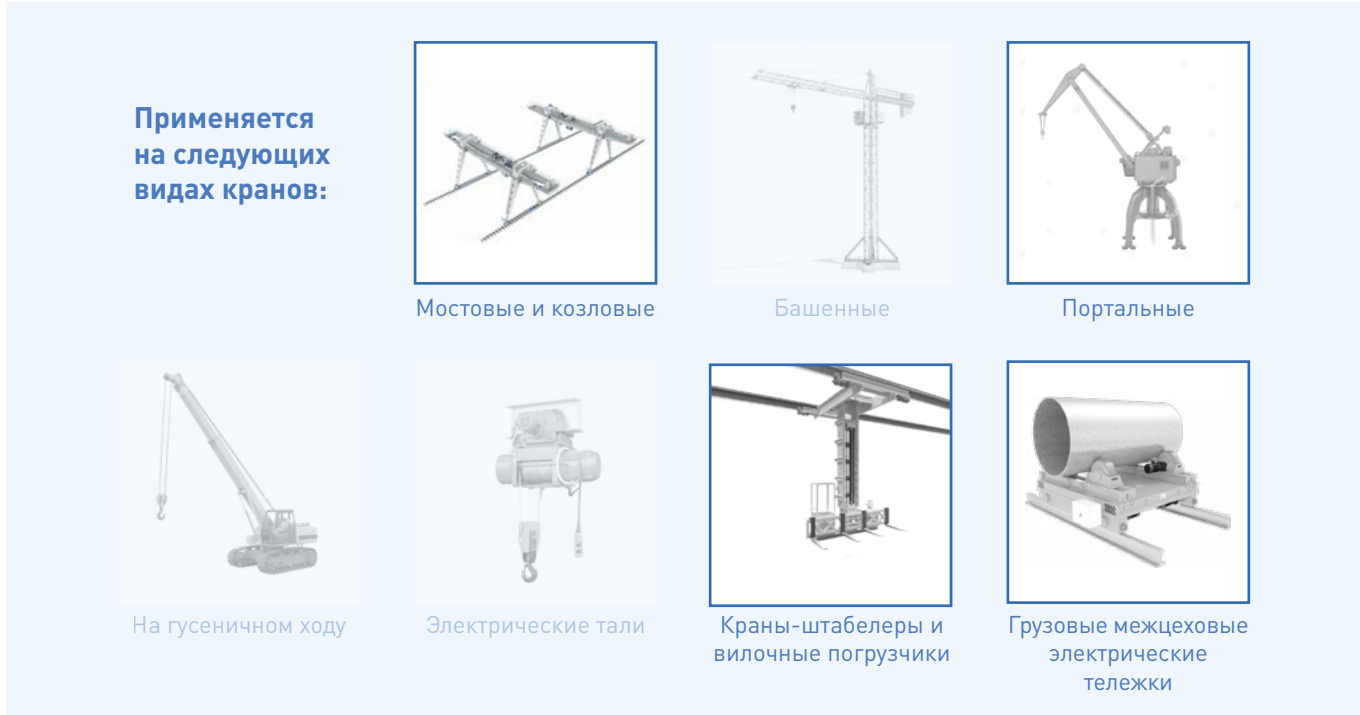 Применяется
на следующих
видах кранов:
Мостовые и козловые
Башенные
Портальные
На гусеничном ходу
Электрические тали
Краны-штабелеры и
вилочные погрузчики
Грузовые межцеховые
электрические
тележки